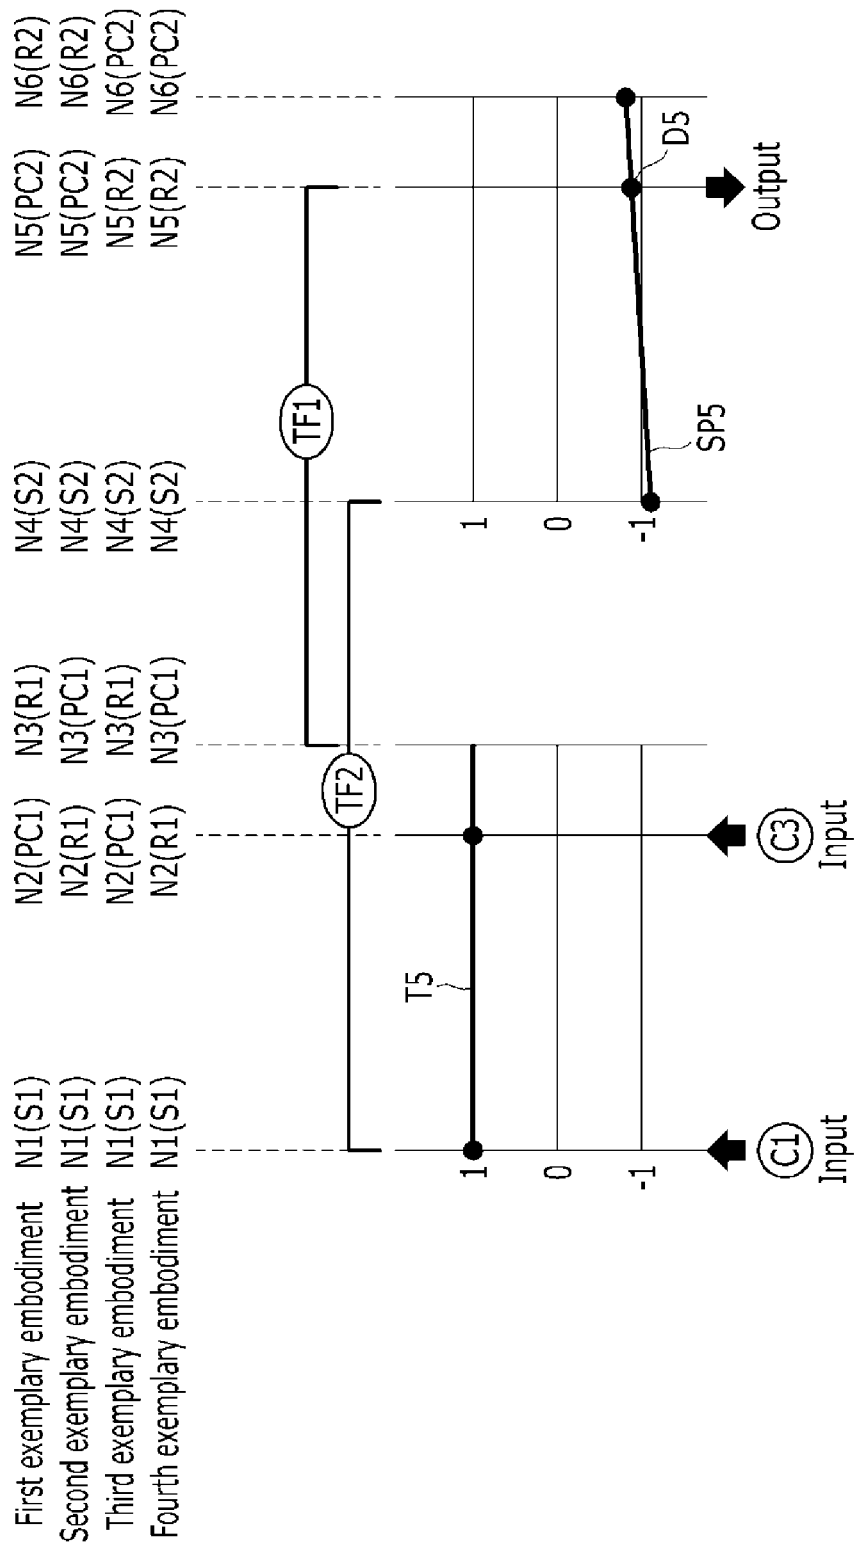 First exemplary embodiment N1(S1) N2(PC1) N3(R1) N4(S2) N5(PC2) N6(R2)
Second exemplary embodiment N1(S1) N2(R1) N3(PC1) N4(S2) N5(PC2) N6(R2)
Third exemplary embodiment N1(S1) N2(PC1) N3(R1) N4(S2) N5(R2) N6(PC2)
Fourth exemplary embodiment N1(S1) N2(R1) N3(PC1) N4(S2) N5(R2) N6(PC2)
TF1
TF2
T5
1 1
0 0
-1 -1
D5
SP5
C1 C3 Output
Input Input